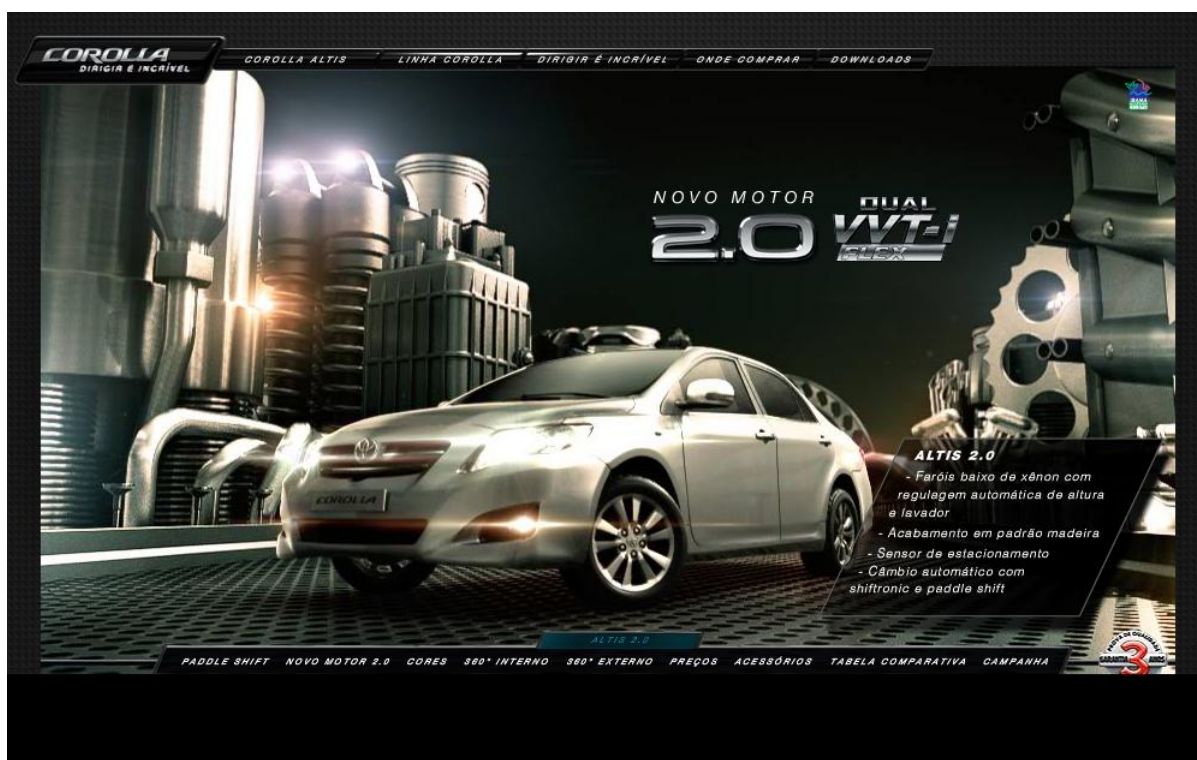 COROLLA
DIRIGIR É INCRÍVEL
COROLLA ALTIS
LINHA COROLLA
DIRIGIR É INCRÍVEL
ONDE COMPRAR
DOWNLOADS
IBAMA
NOVO MOTOR
2.0
DUAL
VVT-i
FLEX
COROLLA
ALTIS 2.0
- Faróis baixo de xênon com
regulagem automática de altura
e lavador
- Acabamento em padrão madeira
- Sensor de estacionamento
- Câmbio automático com
shiftronic e paddle shift
ALTIS 2.0
PADDLE SHIFT
NOVO MOTOR 2.0
CORES
360° INTERNO
360° EXTERNO
PREÇOS
ACESSÓRIOS
TABELA COMPARATIVA
CAMPANHA
3